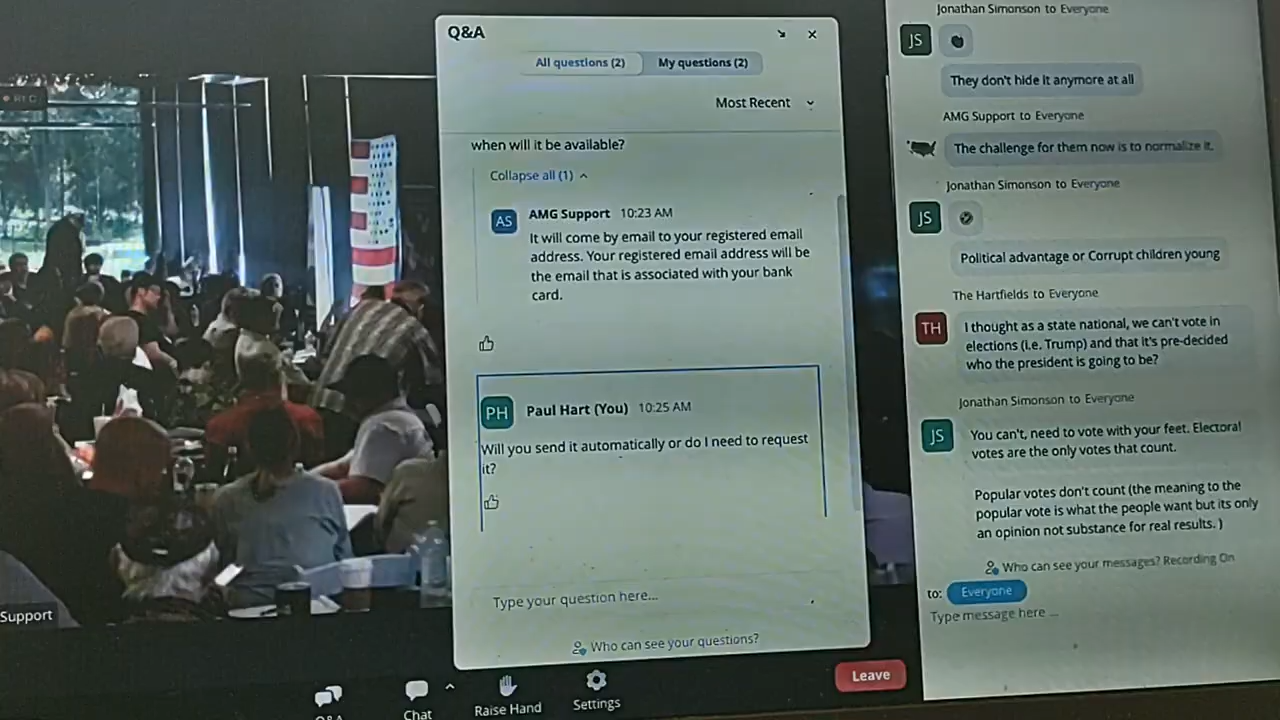 REC
Support
Q&A
All questions (2)
My questions (2)
Most Recent
when will it be available?
Collapse all (1)
AS
AMG Support 10:23 AM
It will come by email to your registered email
address. Your registered email address will be
the email that is associated with your bank
card.
PH
Paul Hart (You) 10:25 AM
Will you send it automatically or do I need to request
it?
Type your question here...
Who can see your questions?
Q&A
Chat
Raise Hand
Settings
Leave
Jonathan Simonson to Everyone
JS
They don't hide it anymore at all
AMG Support to Everyone
The challenge for them now is to normalize it.
Jonathan Simonson to Everyone
JS
Political advantage or Corrupt children young
The Hartfields to Everyone
TH
I thought as a state national, we can't vote in
elections (i.e. Trump) and that it's pre-decided
who the president is going to be?
Jonathan Simonson to Everyone
JS
You can't, need to vote with your feet. Electoral
votes are the only votes that count.
Popular votes don't count (the meaning to the
popular vote is what the people want but its only
an opinion not substance for real results. )
Who can see your messages? Recording On
to: Everyone
Type message here ...